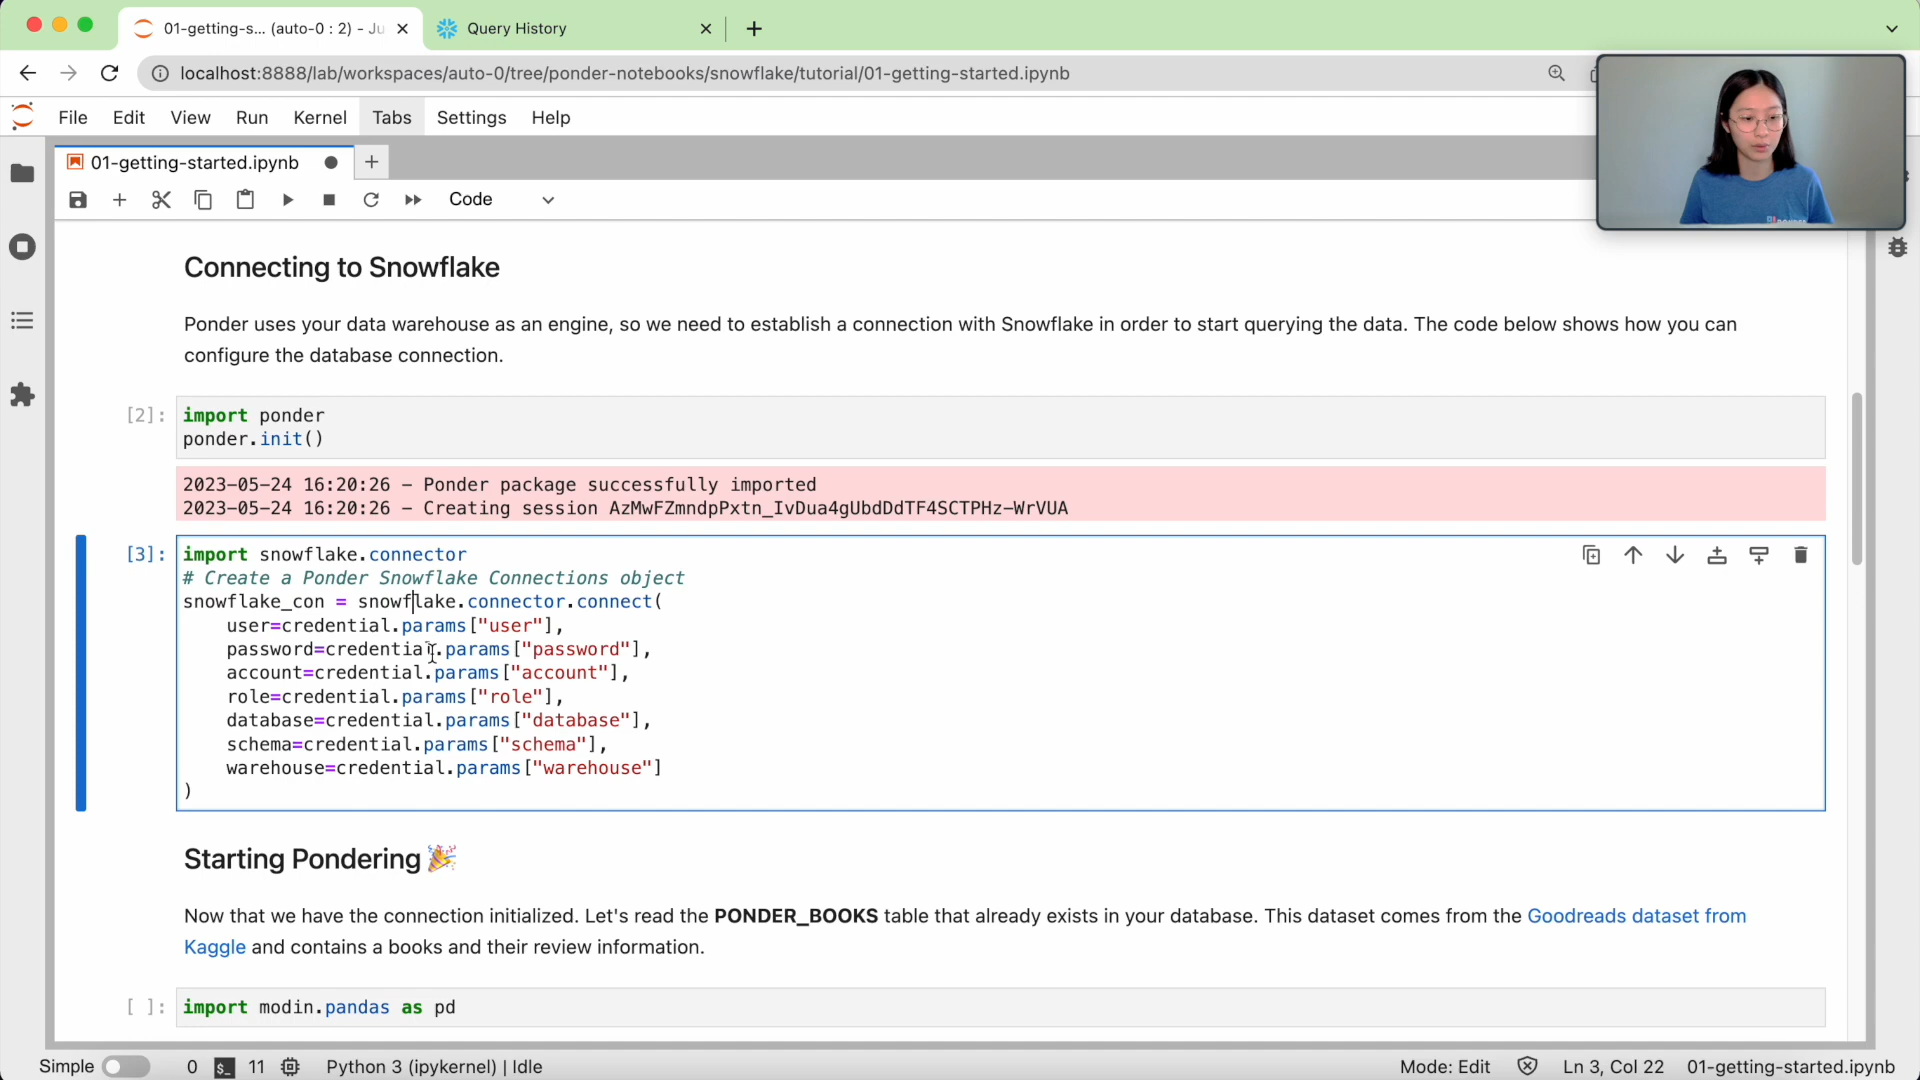 01-getting-s... (auto-0 : 2) - Ju
Query History
localhost:8888/lab/workspaces/auto-0/tree/ponder-notebooks/snowflake/tutorial/01-getting-started.ipynb
File Edit View Run Kernel Tabs Settings Help
01-getting-started.ipynb
Code
Connecting to Snowflake
Ponder uses your data warehouse as an engine, so we need to establish a connection with Snowflake in order to start querying the data. The code below shows how you can
configure the database connection.
[2]: import ponder
ponder.init()
2023-05-24 16:20:26 - Ponder package successfully imported
2023-05-24 16:20:26 - Creating session AzMwFZmndpPxtn_IvDua4gUbdDdTF4SCTPHz-WrVUA
[3]: import snowflake.connector
# Create a Ponder Snowflake Connections object
snowflake_con = snowflake.connector.connect(
user=credential.params["user"],
password=credential.params["password"],
account=credential.params["account"],
role=credential.params["role"],
database=credential.params["database"],
schema=credential.params["schema"],
warehouse=credential.params["warehouse"]
)
Starting Pondering 🎉
Now that we have the connection initialized. Let's read the PONDER_BOOKS table that already exists in your database. This dataset comes from the Goodreads dataset from
Kaggle and contains a books and their review information.
[ ]: import modin.pandas as pd
Simple 0 $_ 11 Python 3 (ipykernel) | Idle Mode: Edit Ln 3, Col 22 01-getting-started.ipynb